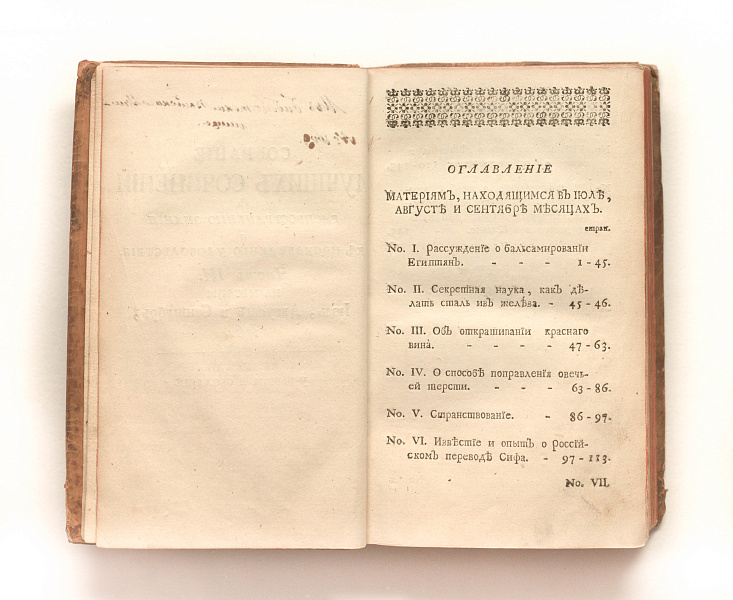 ОГЛАВЛЕНІЕ
МАТЕРІЯМЪ, НАХОДЯЩИМСЯ ВЪ ІЮЛѢ,
АВГУСТѢ И СЕНТЯБРѢ МѢСЯЦАХЪ.
стран.
No. I. Разсужденіе о бальсамированіи
Египтянъ. - - - 1-45.
No. II. Секретная наука, какъ дѣ-
лать сталь изъ желѣза. - 45-46.
No. III. Объ открашиваніи краснаго
вина. - - - - 47-63.
No. IV. О способѣ поправленія овечь-
ей шерсти. - - - 63-86.
No. V. Странствованіе. - 86-97.
No. VI. Извѣстіе и опытъ о Россій-
скомъ переводѣ Сифа. - 97-113.
No. VII.